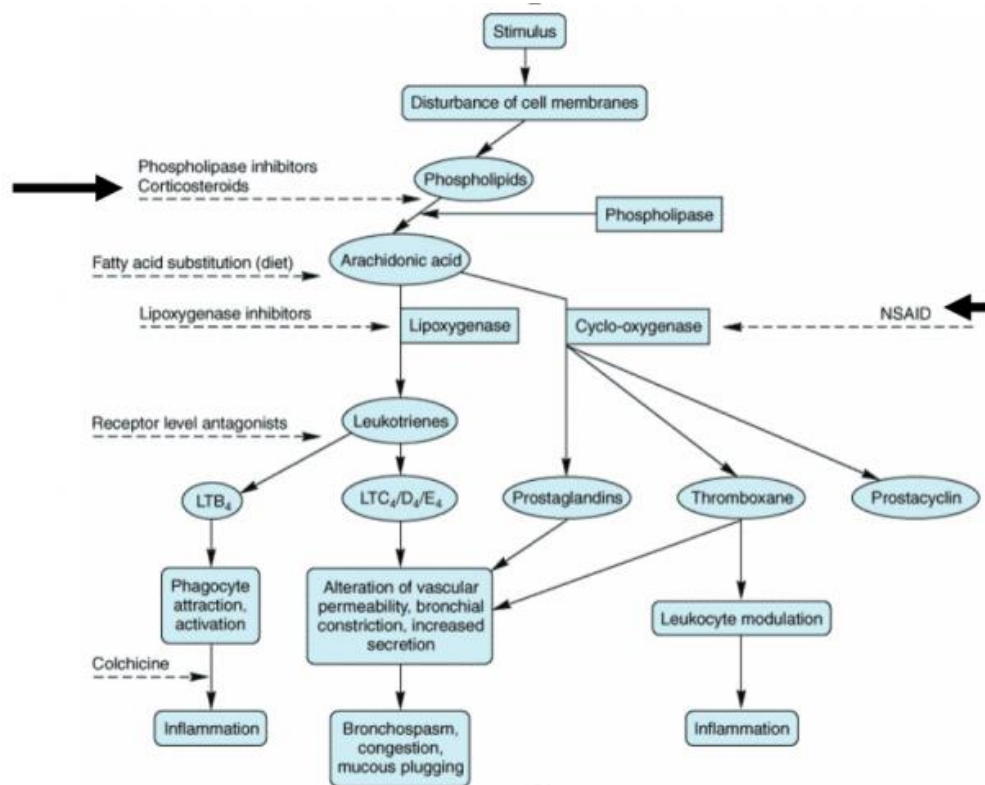 Stimulus
Disturbance of cell membranes
Phospholipase inhibitors
Corticosteroids
Phospholipids
Phospholipase
Arachidonic acid
Fatty acid substitution (diet)
Lipoxygenase inhibitors
Lipoxygenase
Cyclo-oxygenase
NSAID
Receptor level antagonists
Leukotrienes
LTB4
LTC4/D4/E4
Prostaglandins
Thromboxane
Prostacyclin
Phagocyte
attraction,
activation
Alteration of vascular
permeability, bronchial
constriction, increased
secretion
Leukocyte modulation
Colchicine
Inflammation
Bronchospasm,
congestion,
mucous plugging
Inflammation